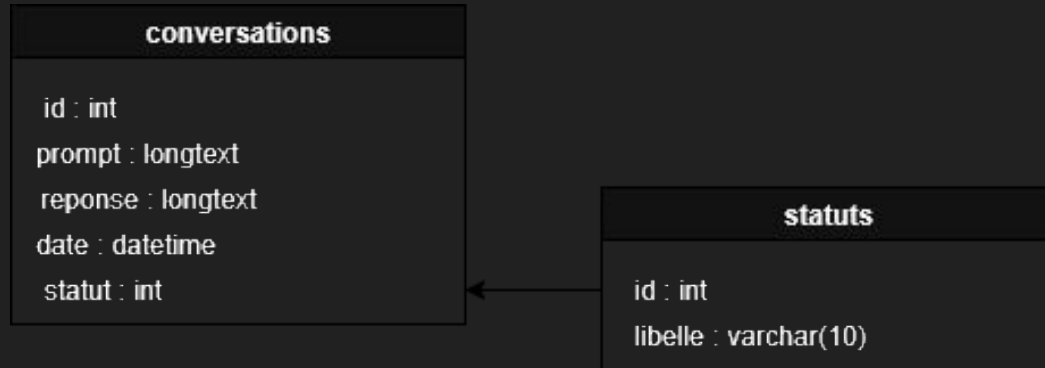 conversations
id : int
prompt : longtext
reponse : longtext
date : datetime
statut : int
statuts
id : int
libelle : varchar(10)